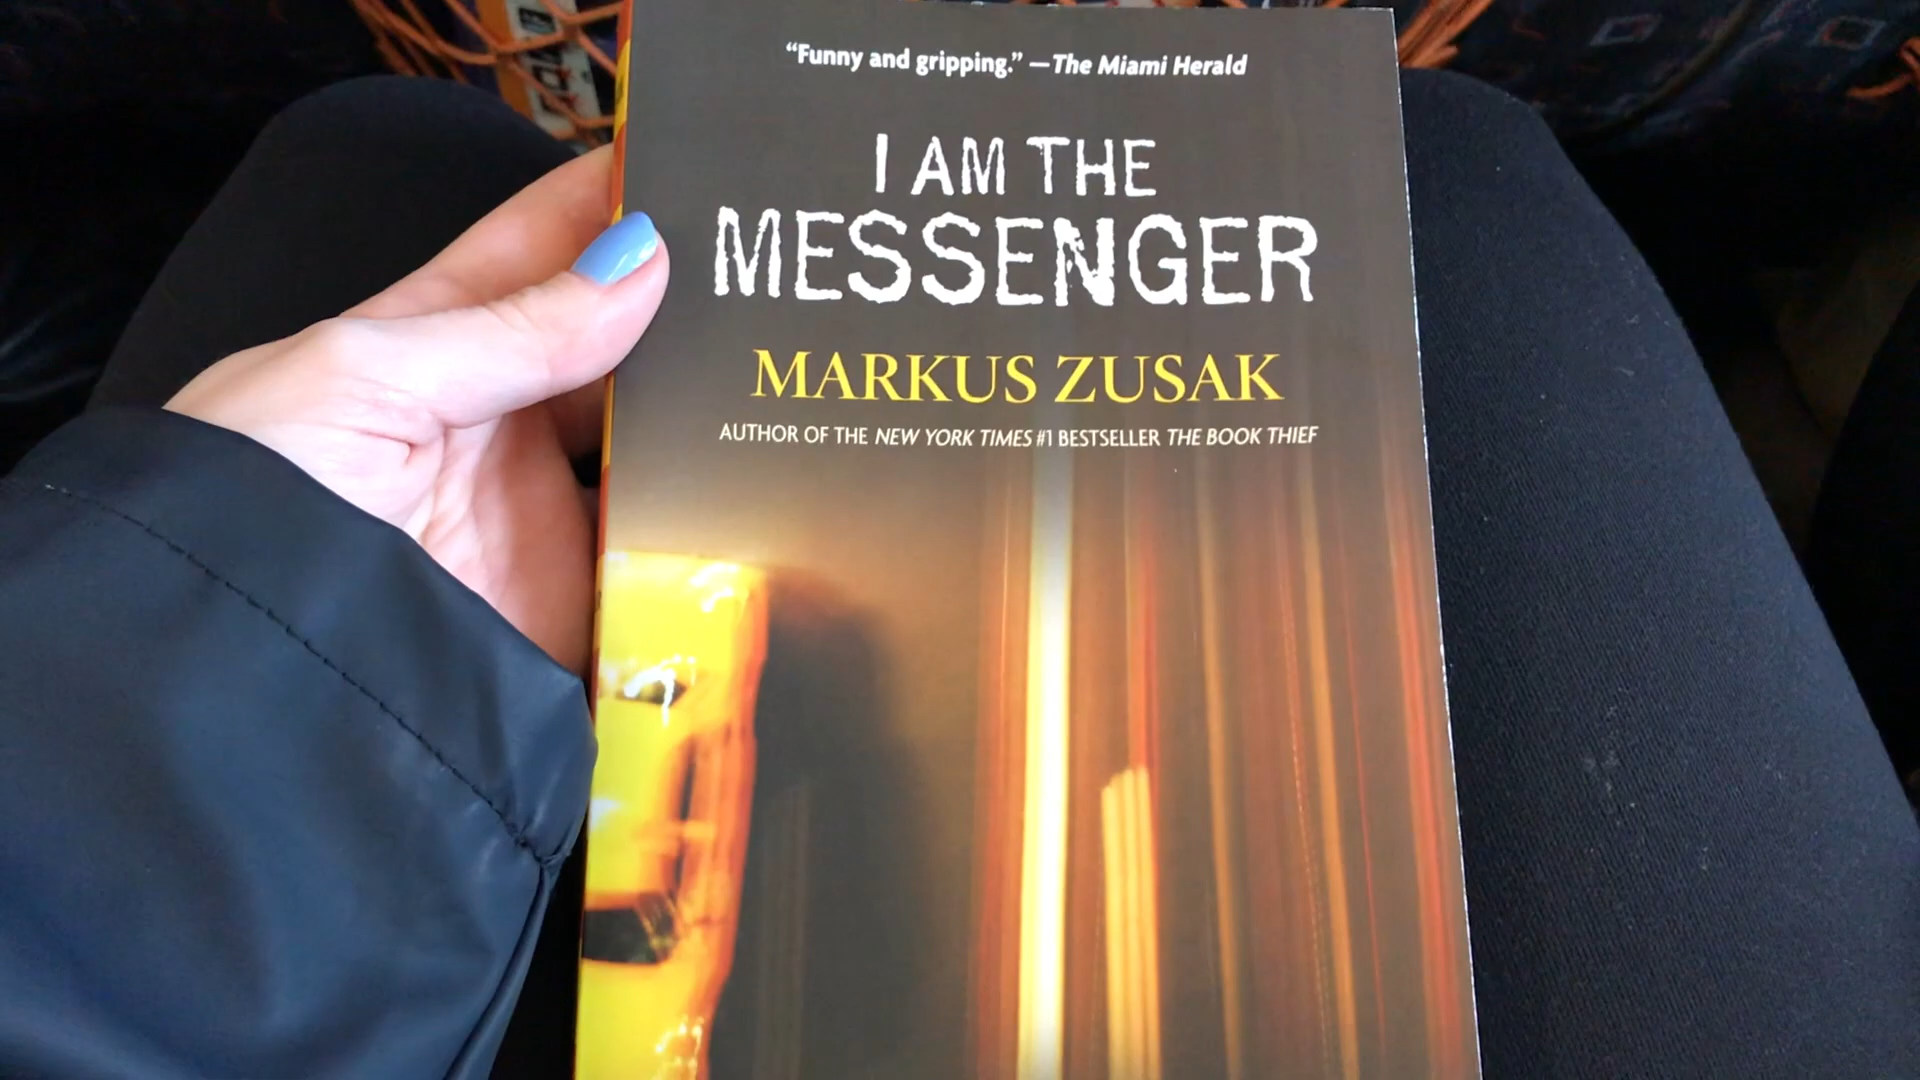 “Funny and gripping.” —The Miami Herald
I AM THE
MESSENGER
MARKUS ZUSAK
AUTHOR OF THE NEW YORK TIMES #1 BESTSELLER THE BOOK THIEF